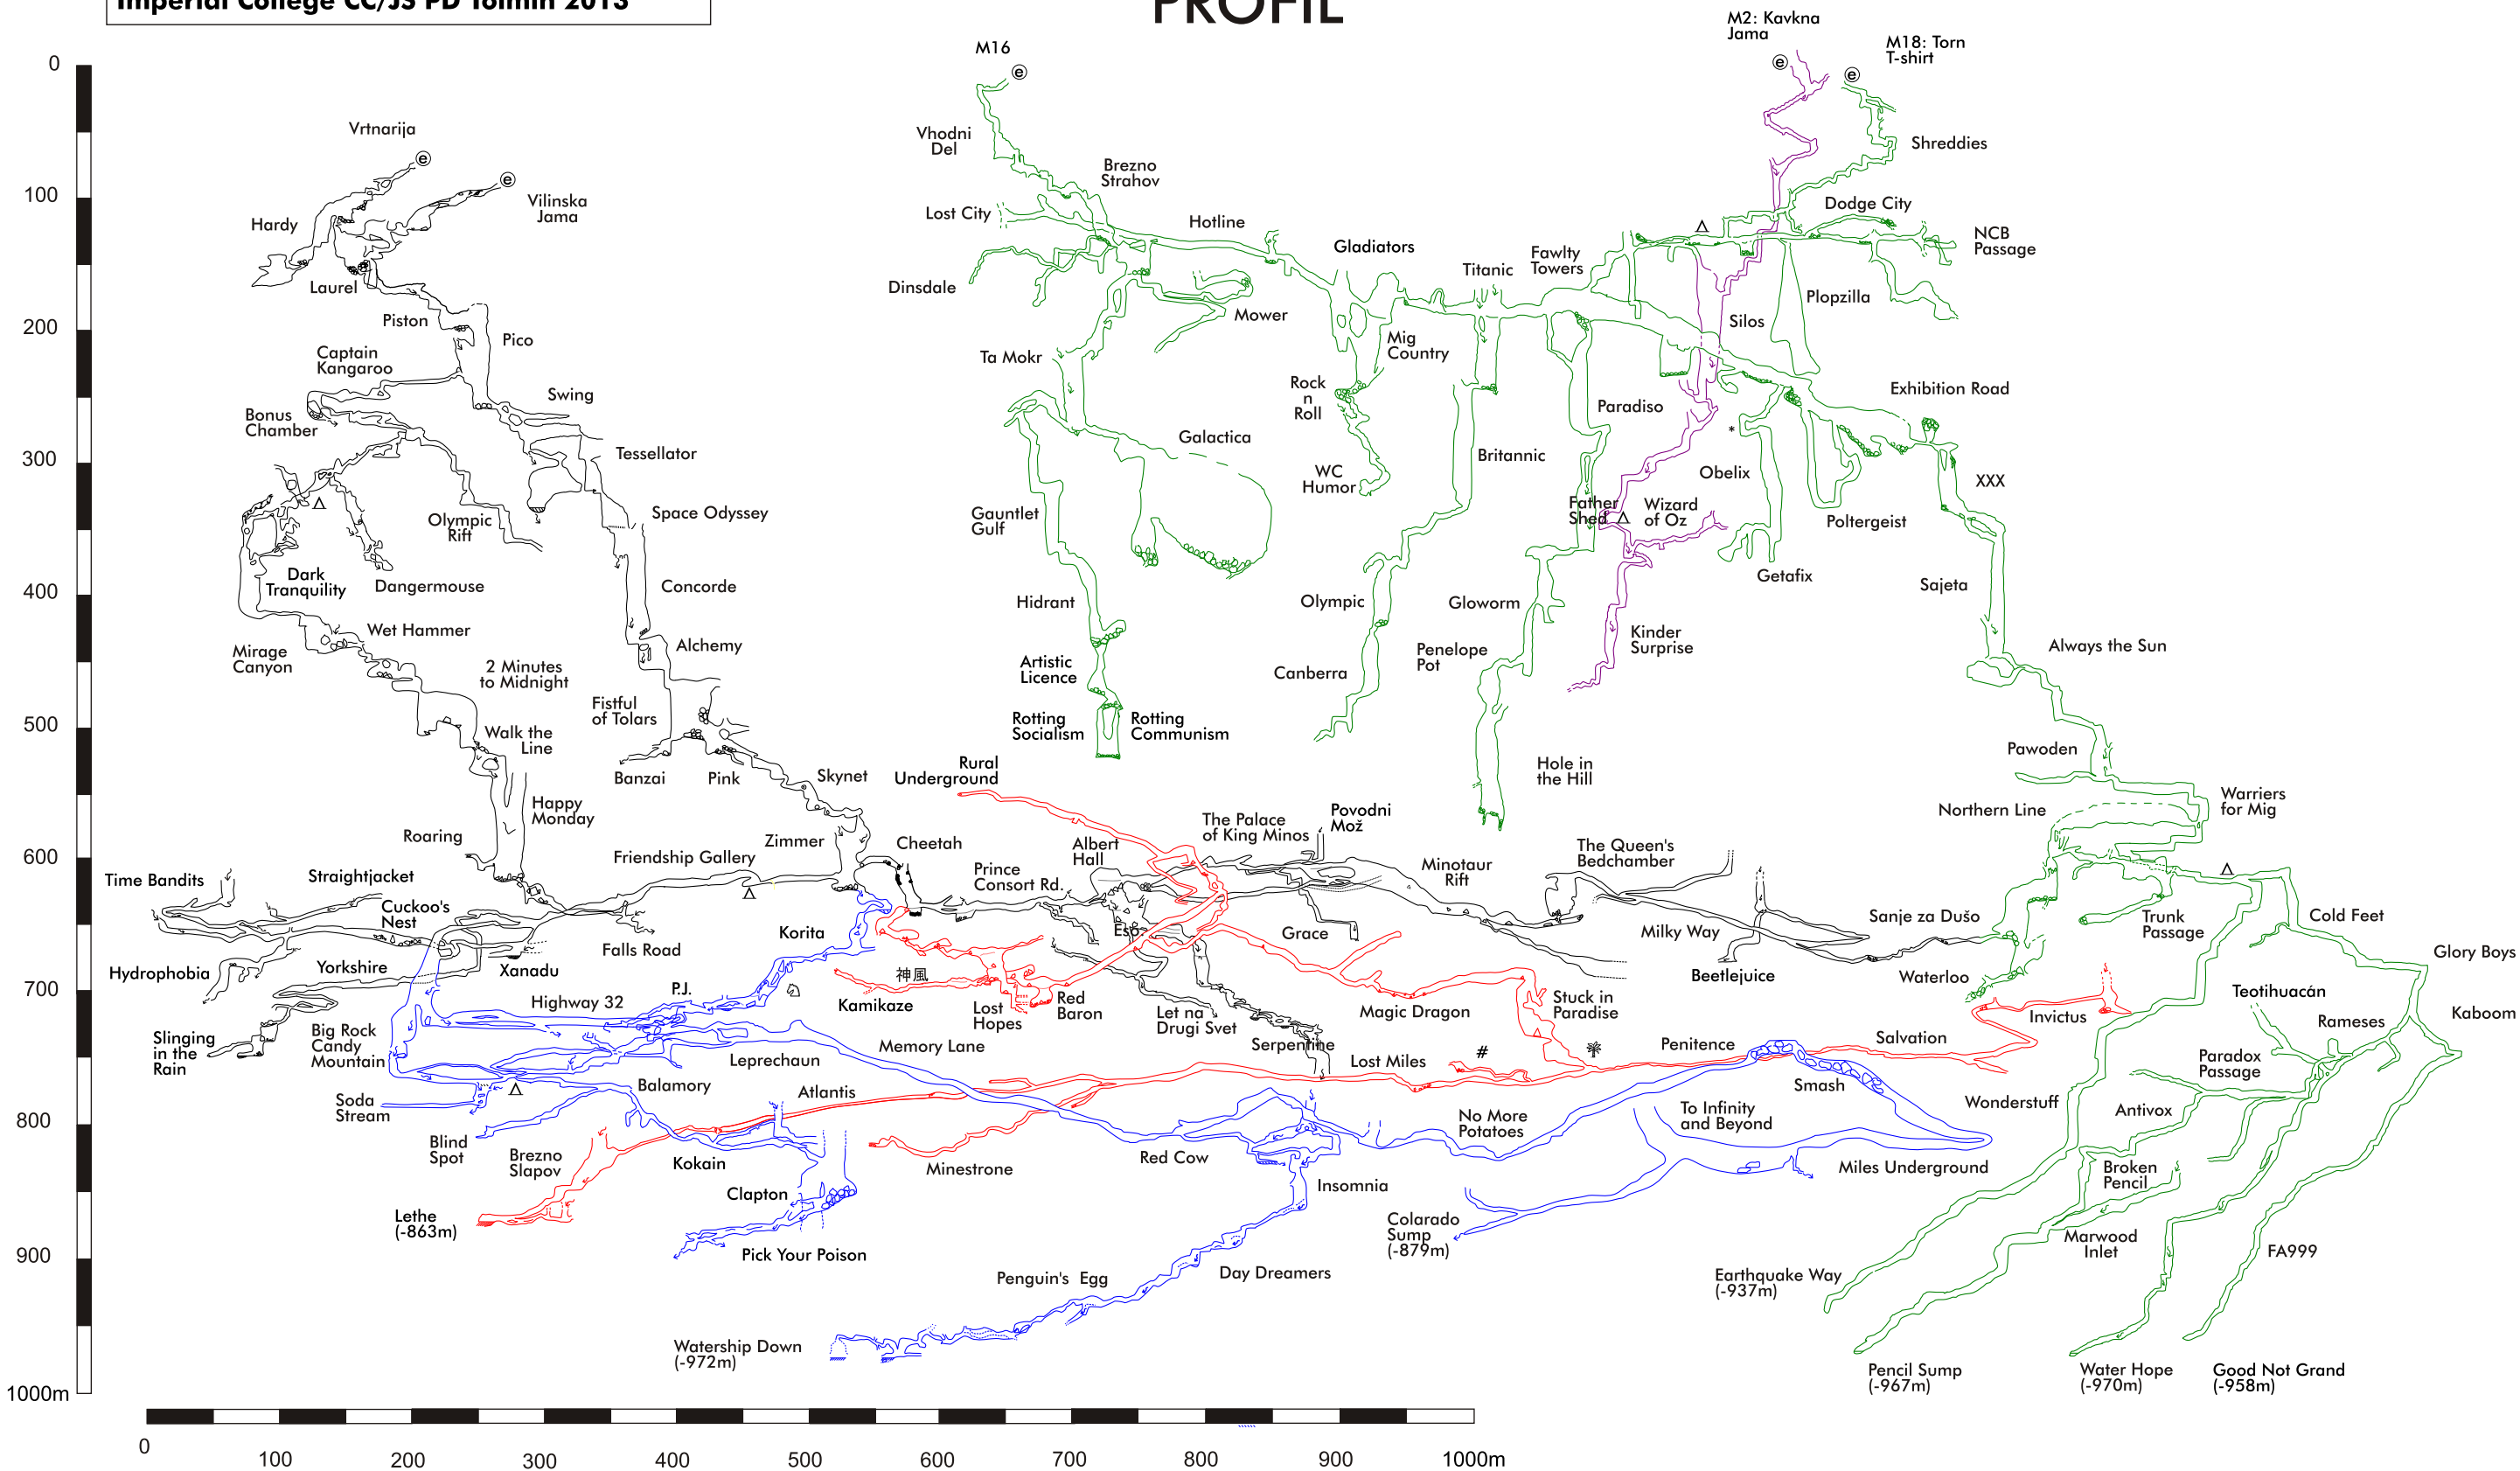 Imperial College CC/JS PD Tolmin 2013
PROFIL
M2: Kavkna
Jama
M16
M18: Torn
T-shirt
e
e
e
e
e
0
100
200
300
400
500
600
700
800
900
1000m
Vrtnarija
Vilinska
Jama
Hardy
Laurel
Piston
Pico
Captain
Kangaroo
Swing
Bonus
Chamber
Tessellator
Olympic
Rift
Space Odyssey
Dark
Tranquility
Dangermouse
Concorde
Wet Hammer
Mirage
Canyon
Alchemy
2 Minutes
to Midnight
Fistful
of Tolars
Walk the
Line
Banzai
Pink
Skynet
Happy
Monday
Roaring
Zimmer
Friendship Gallery
Cheetah
Time Bandits
Straightjacket
Cuckoo's
Nest
Falls Road
Korita
Hydrophobia
Yorkshire
Xanadu
Highway 32
P.J.
Slinging
in the
Rain
Big Rock
Candy
Mountain
Leprechaun
Memory Lane
Balamory
Atlantis
Soda
Stream
Blind
Spot
Brezno
Slapov
Kokain
Clapton
Lethe
(-863m)
Pick Your Poison
Watership Down
(-972m)
Penguin's Egg
Day Dreamers
Insomnia
Minestrone
Red Cow
Vhodni
Del
Brezno
Strahov
Lost City
Hotline
Dinsdale
Gladiators
Titanic
Fawlty
Towers
Mower
Ta Mokr
Mig
Country
Rock
n
Roll
Galactica
WC
Humor
Britannic
Gauntlet
Gulf
Hidrant
Olympic
Gloworm
Artistic
Licence
Canberra
Penelope
Pot
Rotting
Socialism
Rotting
Communism
Hole in
the Hill
Shreddies
Dodge City
NCB
Passage
Plopzilla
Silos
Paradiso
Exhibition Road
*
Obelix
XXX
Father
Shed
Wizard
of Oz
Poltergeist
Getafix
Sajeta
Kinder
Surprise
Always the Sun
Pawoden
Northern Line
Warriers
for Mig
Rural
Underground
The Palace
of King Minos
Povodni
Mož
Albert
Hall
Prince
Consort Rd.
Minotaur
Rift
The Queen's
Bedchamber
Esp.
Grace
Milky Way
Beetlejuice
Sanje za Dušo
Trunk
Passage
Cold Feet
Glory Boys
Waterloo
神風
Kamikaze
Lost
Hopes
Red
Baron
Let na
Drugi Svet
Serpentine
Magic Dragon
Stuck in
Paradise
Lost Miles
#
Penitence
Salvation
Invictus
Teotihuacán
Rameses
Kaboom
Paradox
Passage
Smash
No More
Potatoes
To Infinity
and Beyond
Wonderstuff
Antivox
Miles Underground
Broken
Pencil
Colarado
Sump
(-879m)
Marwood
Inlet
FA999
Earthquake Way
(-937m)
Pencil Sump
(-967m)
Water Hope
(-970m)
Good Not Grand
(-958m)
0
100
200
300
400
500
600
700
800
900
1000m